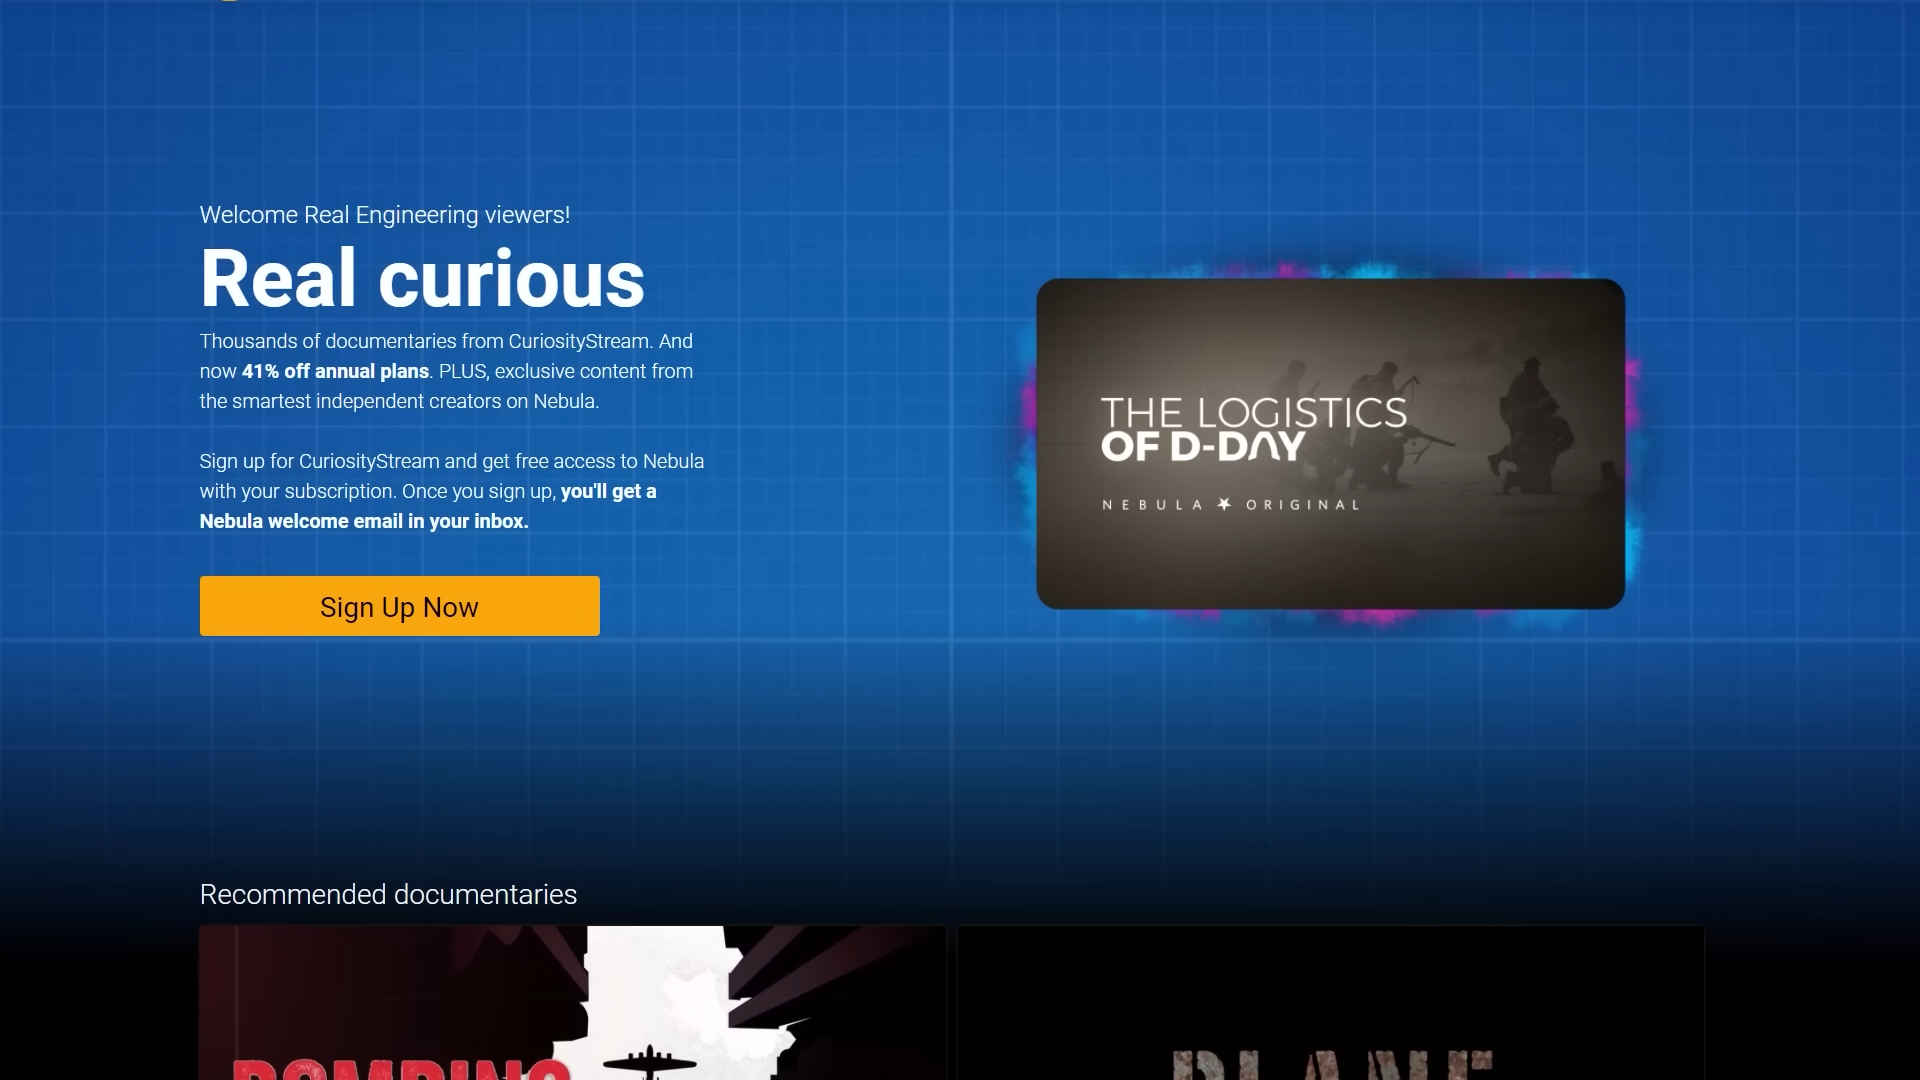 Welcome Real Engineering viewers!
Real curious
Thousands of documentaries from CuriosityStream. And
now 41% off annual plans. PLUS, exclusive content from
the smartest independent creators on Nebula.
Sign up for CuriosityStream and get free access to Nebula
with your subscription. Once you sign up, you'll get a
Nebula welcome email in your inbox.
Sign Up Now
THE LOGISTICS
OF D-DAY
NEBULA ORIGINAL
Recommended documentaries
BOMBING
PLANE